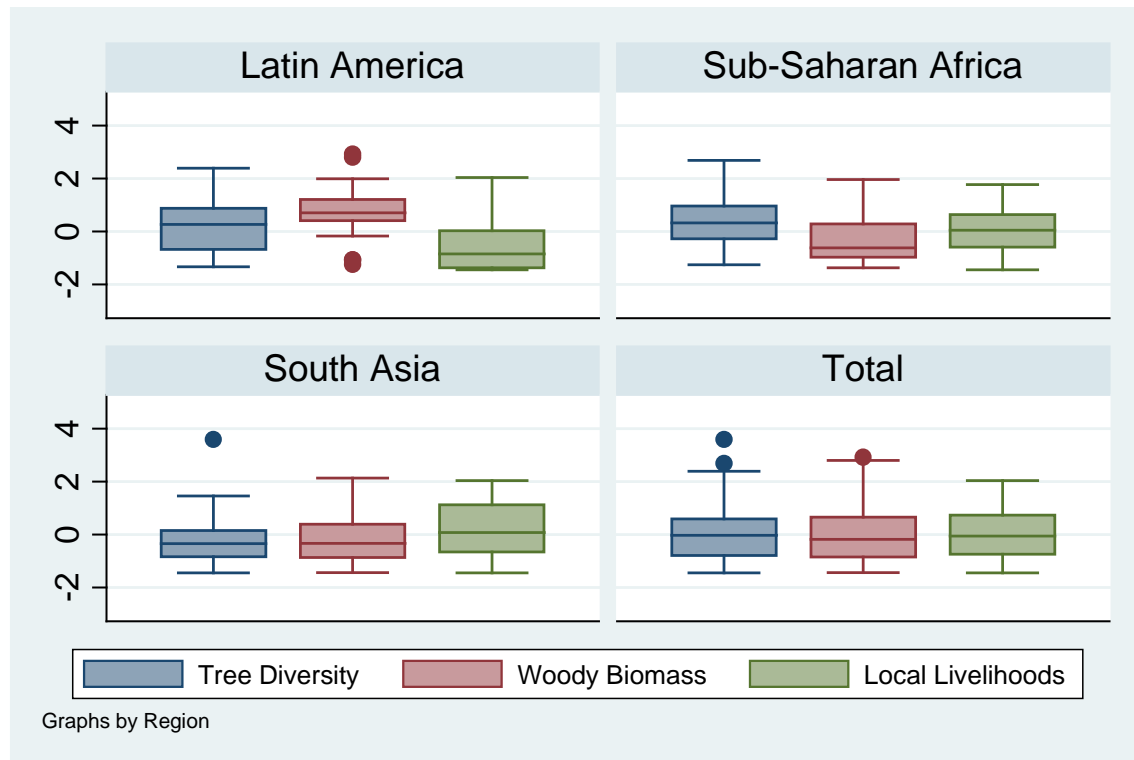 Latin America
Sub-Saharan Africa
4
2
0
-2
South Asia
Total
4
2
0
-2
Tree Diversity
Woody Biomass
Local Livelihoods
Graphs by Region